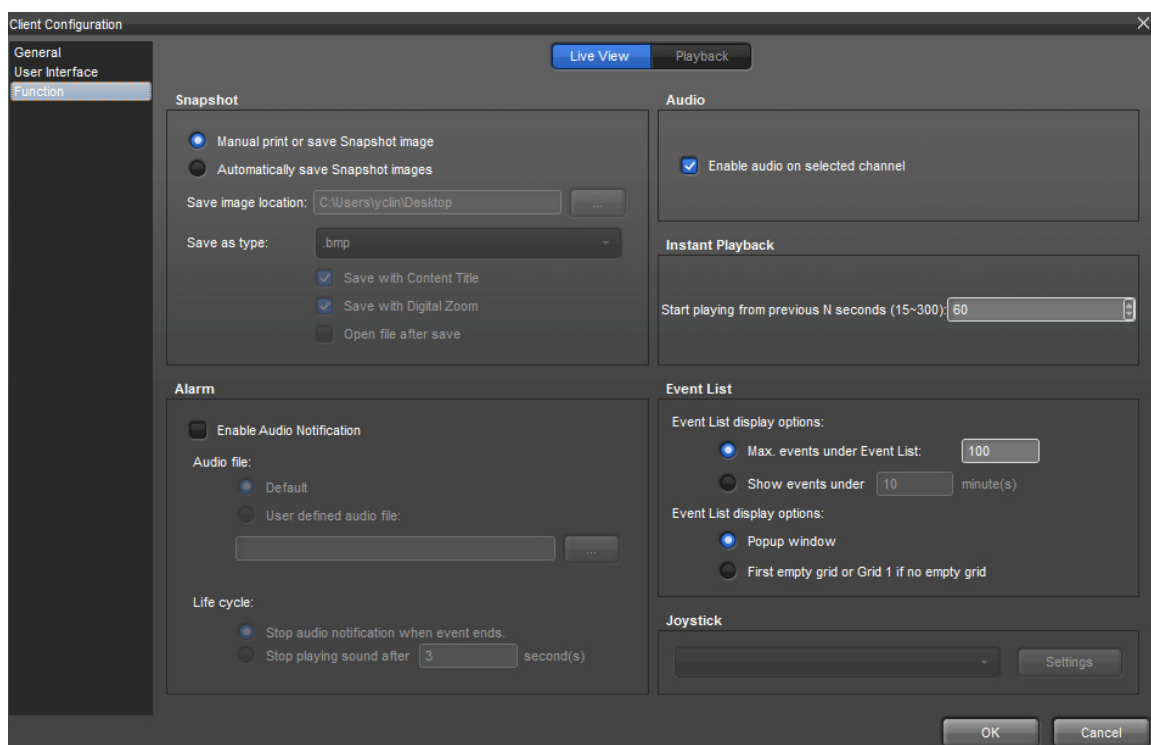 Client Configuration
General
User Interface
Function
Live View
Playback
Snapshot
Manual print or save Snapshot image
Automatically save Snapshot images
Save image location: C:\Users\yclin\Desktop ...
Save as type: .bmp
Save with Content Title
Save with Digital Zoom
Open file after save
Audio
Enable audio on selected channel
Instant Playback
Start playing from previous N seconds (15~300): 60
Alarm
Enable Audio Notification
Audio file:
Default
User defined audio file:
...
Life cycle:
Stop audio notification when event ends.
Stop playing sound after 3 second(s)
Event List
Event List display options:
Max. events under Event List: 100
Show events under 10 minute(s)
Event List display options:
Popup window
First empty grid or Grid 1 if no empty grid
Joystick
Settings
OK
Cancel